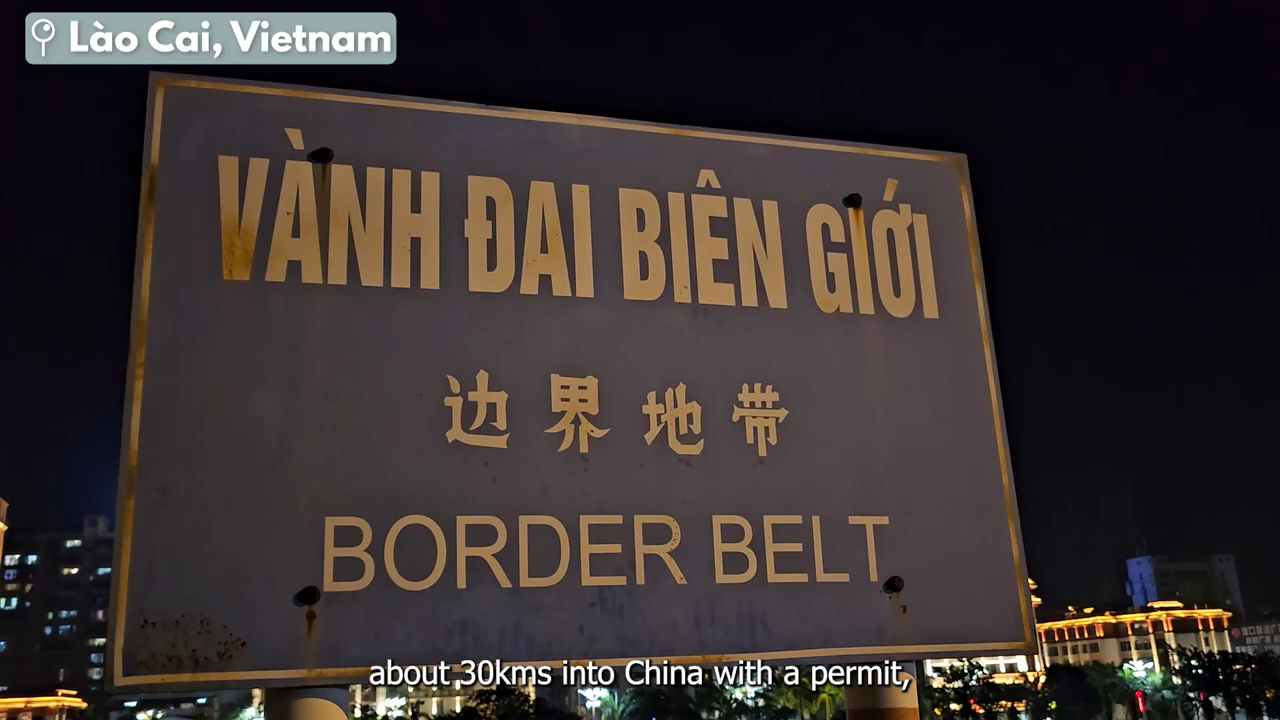 Lào Cai, Vietnam
VÀNH ĐAI BIÊN GIỚI
边界地带
BORDER BELT
about 30kms into China with a permit,